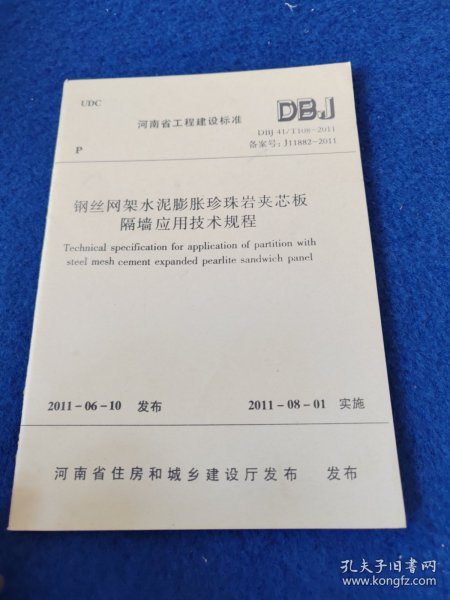 UDC
河南省工程建设标准
DBJ
DBJ 41/T108-2011
备案号：J11882-2011
P
钢丝网架水泥膨胀珍珠岩夹芯板
隔墙应用技术规程
Technical specification for application of partition with
steel mesh cement expanded pearlite sandwich panel
2011-06-10 发布
2011-08-01 实施
河南省住房和城乡建设厅发布 发布
孔夫子旧书网
www.kongfz.com